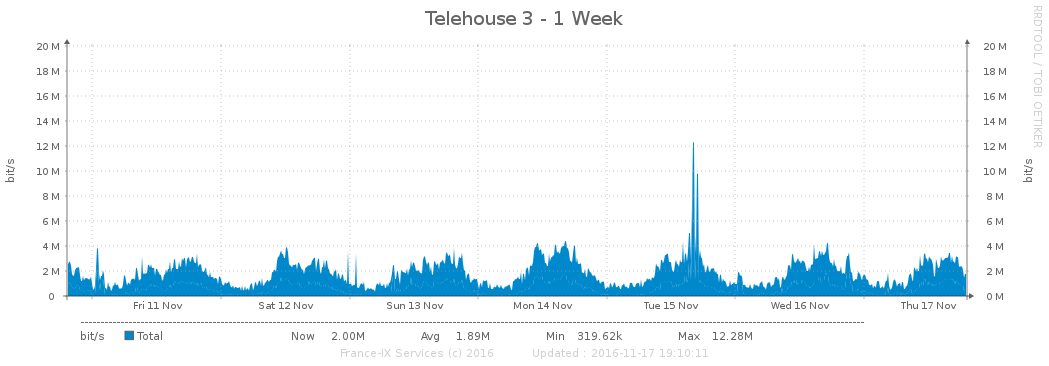 Telehouse 3 - 1 Week
RRDTOOL / TOBI OETIKER
20 M 20 M
18 M 18 M
16 M 16 M
14 M 14 M
12 M 12 M
10 M 10 M
8 M 8 M
6 M 6 M
4 M 4 M
2 M 2 M
0 0 M
bit/s bit/s
Fri 11 Nov Sat 12 Nov Sun 13 Nov Mon 14 Nov Tue 15 Nov Wed 16 Nov Thu 17 Nov
bit/s Total Now 2.00M Avg 1.89M Min 319.62k Max 12.28M
France-IX Services (c) 2016 Updated : 2016-11-17 19:10:11